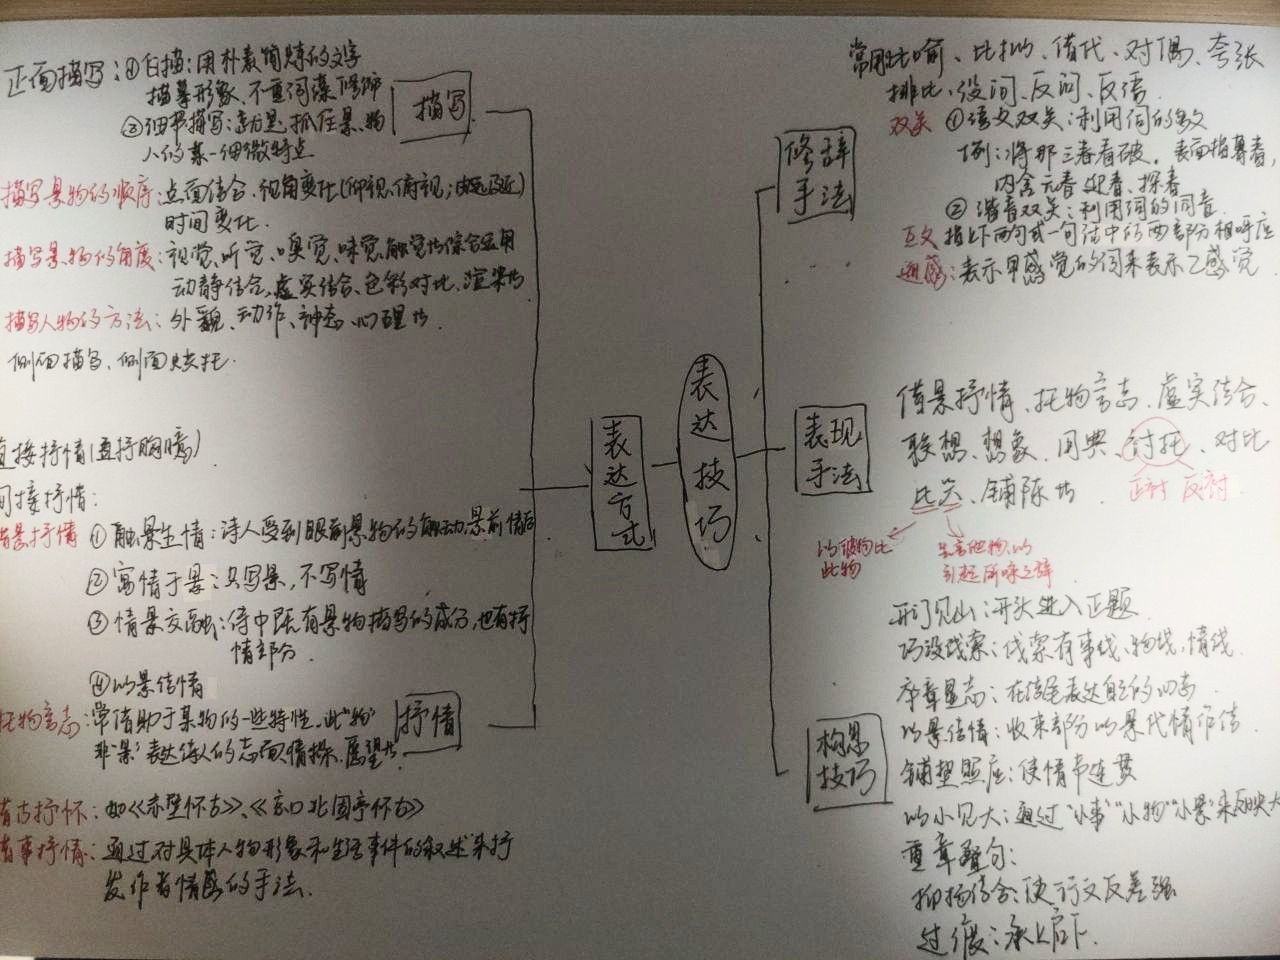 正面描写：①白描：用朴素简炼的文字
描摹形象、不重词藻修饰
②细节描写：就是抓住景、物
人的某一细微特点
描写
描写景物的顺序：点面结合、视角变化(仰视、俯视；由远及近)
时间变化.
描写景物的角度：视觉、听觉、嗅觉、味觉、触觉等综合运用
动静结合、虚实结合、色彩对比、渲染等
描写人物的方法：外貌、动作、神态、心理等.
侧面描写、侧面烘托.
直接抒情(直抒胸臆)
间接抒情：
借景抒情 ①触景生情：诗人受到眼前景物的触动.景前情后
②寓情于景：只写景，不写情
③情景交融：诗中既有景物描写的成分,也有抒
情部分.
④以景结情
托物言志：常借助于某物的一些特性、此“物”
非“景”表达诗人的志向情操、愿望等
抒情
借古抒怀：如《赤壁怀古》、《京口北固亭怀古》
借事抒情：通过对具体人物形象和生活事件的叙述来抒
发作者情感的手法.
表达方式
表达技巧
修辞手法
常用比喻、比拟、借代、对偶、夸张
排比、设问、反问、反语.
双关 ①语义双关：利用词的多义
例：将那三春看破，表面指暮春，
内含元春、迎春、探春
②谐音双关：利用词的同音
互文 指上下两句或一句话中的两部分相呼应
通感：表示甲感觉的词来表示乙感觉
表现手法
借景抒情、托物言志、虚实结合、
联想、想象、用典、衬托、对比
比兴、铺陈等
正衬 反衬
以彼物比
此物
先言他物以
引起所咏之辞
构思技巧
开门见山：开头进入正题
巧设线索：线索有事线、物线，情线.
卒章显志：在结尾表达自己的心志
以景结情：收束部分以景代情作结
铺垫照应：使情节连贯
以小见大：通过“小事”“小物”“小景”来反映大
重章叠句：
抑扬结合：使行文反差强
过渡：承上启下.